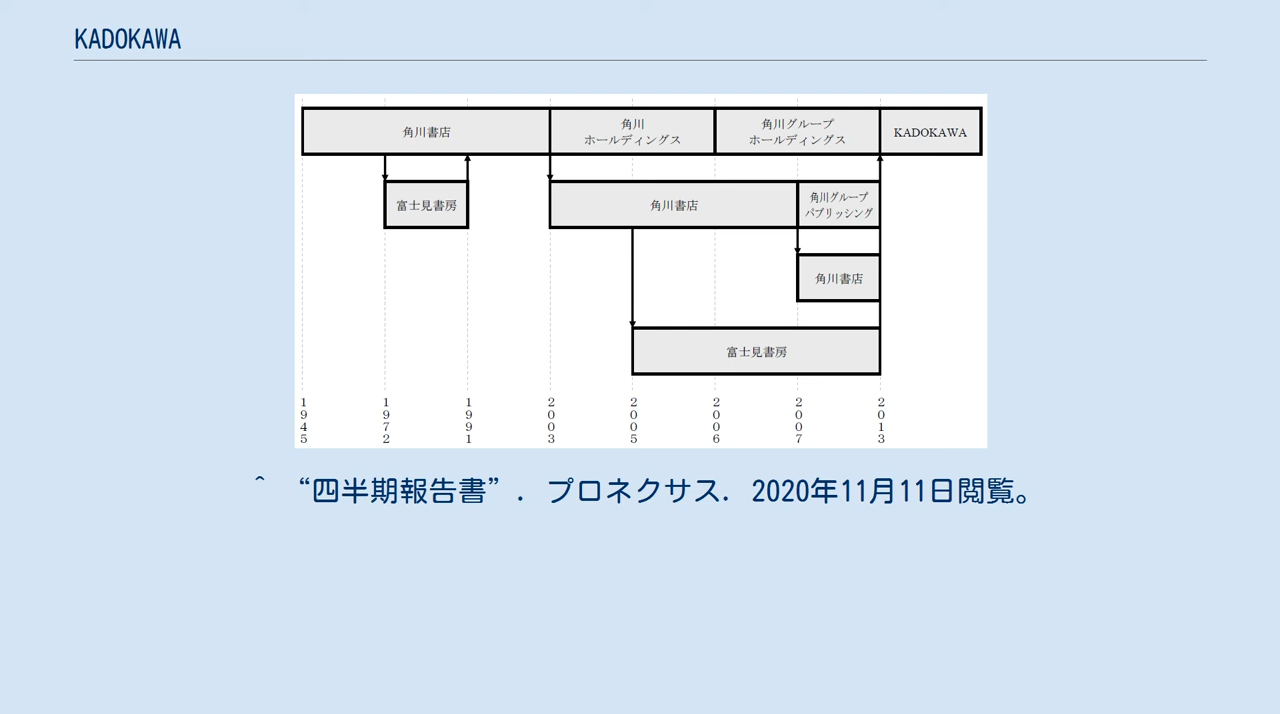 KADOKAWA
角川書店
角川
ホールディングス
角川グループ
ホールディングス
KADOKAWA
富士見書房
角川書店
角川グループ
パブリッシング
角川書店
富士見書房
1945
1972
1991
2003
2005
2006
2007
2013
^ “四半期報告書”. プロネクサス. 2020年11月11日閲覧。